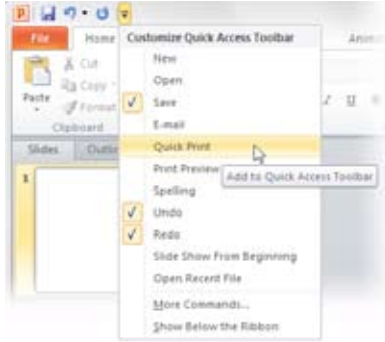 P
File Home Customize Quick Access Toolbar Anim
New
Cut
Open
Copy
Paste Save
Format I U
E-mail
Clipboard
Quick Print
Slides Outli
Print Preview
Add to Quick Access Toolbar
1
Spelling
Undo
Redo
Slide Show From Beginning
Open Recent File
More Commands...
Show Below the Ribbon